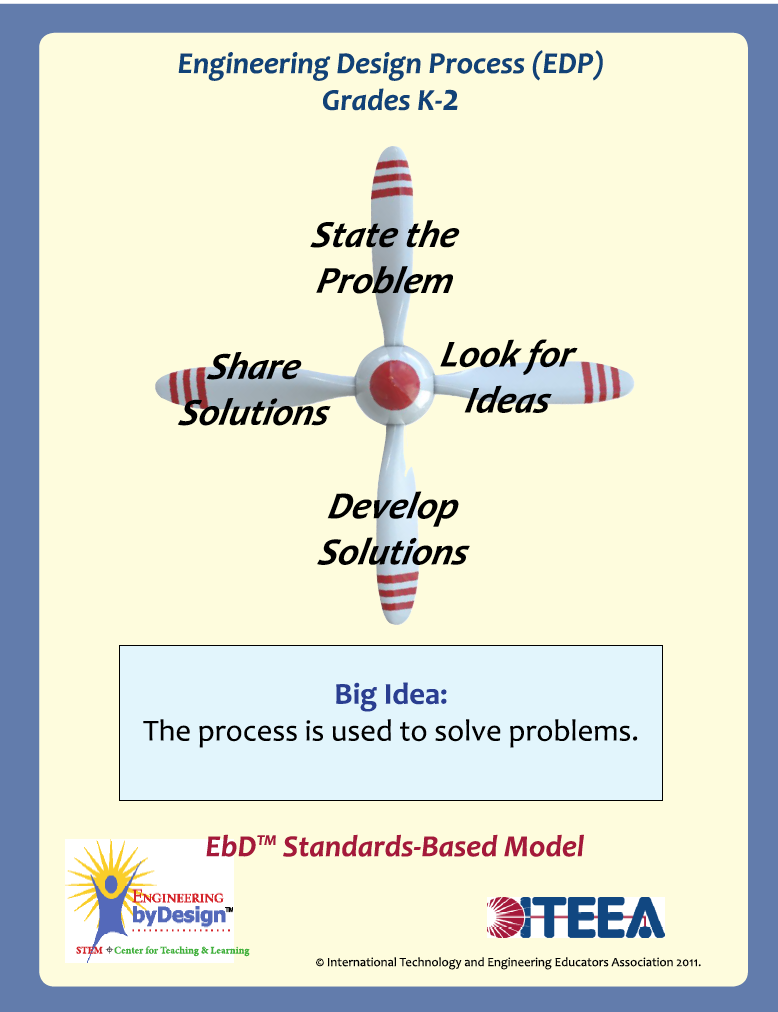 Engineering Design Process (EDP)
Grades K-2
State the
Problem
Look for
Ideas
Share
Solutions
Develop
Solutions
Big Idea:
The process is used to solve problems.
EbD™ Standards-Based Model
ENGINEERING
byDesign™
STEM Center for Teaching & Learning
ITEEA
© International Technology and Engineering Educators Association 2011.